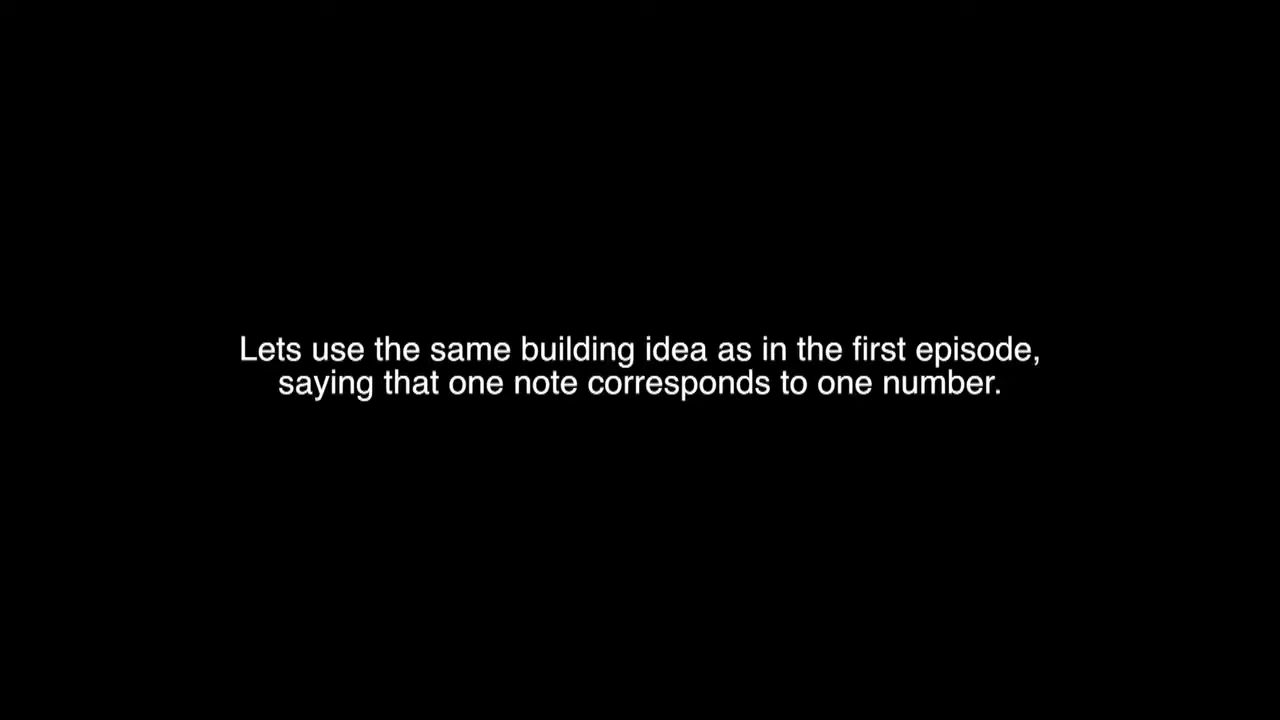 Lets use the same building idea as in the first episode,
saying that one note corresponds to one number.